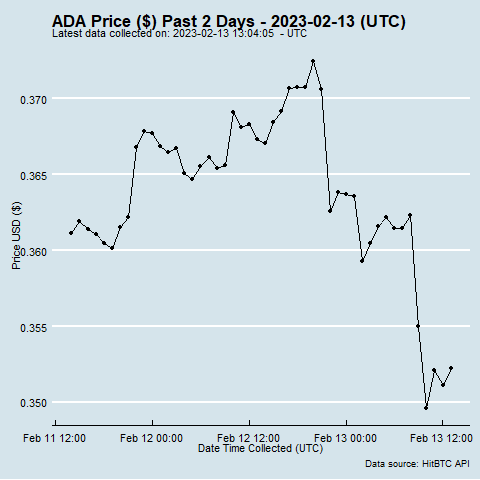 ADA Price ($) Past 2 Days - 2023-02-13 (UTC)
Latest data collected on: 2023-02-13 13:04:05 - UTC
0.370
0.365
0.360
0.355
0.350
Price USD ($)
Feb 11 12:00 Feb 12 00:00 Feb 12 12:00 Feb 13 00:00 Feb 13 12:00
Date Time Collected (UTC)
Data source: HitBTC API